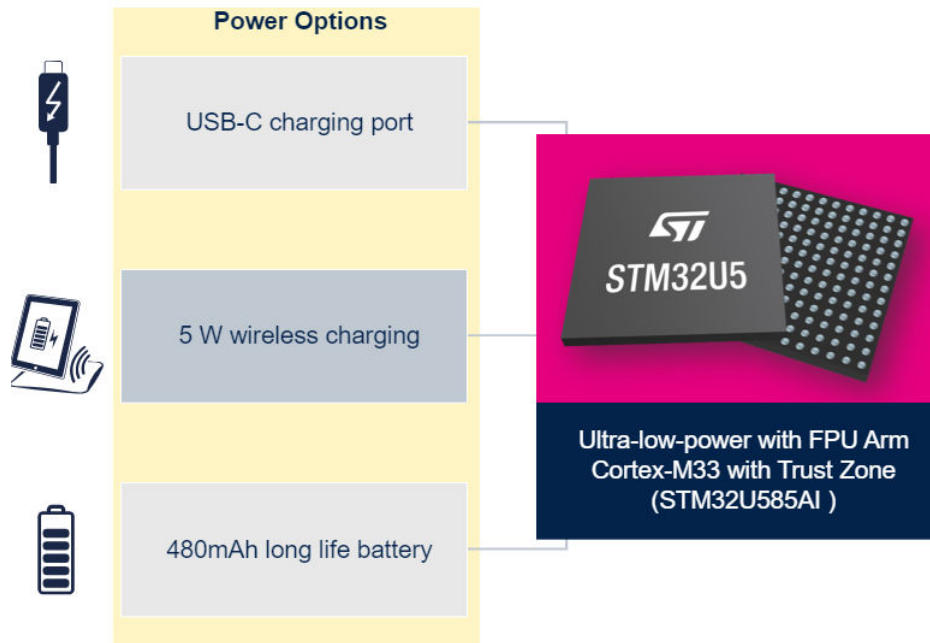 Power Options
USB-C charging port
5 W wireless charging
480mAh long life battery
ST
STM32U5
Ultra-low-power with FPU Arm
Cortex-M33 with Trust Zone
(STM32U585AI )